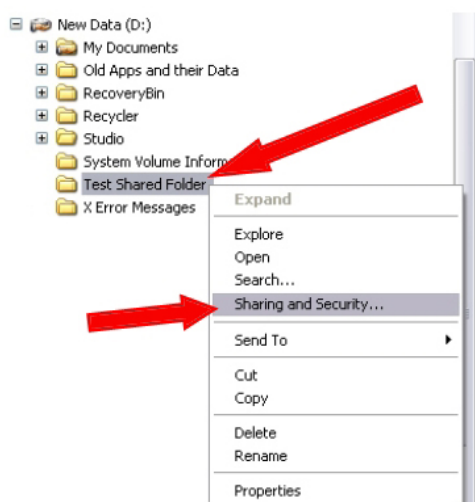 New Data (D:)
My Documents
Old Apps and their Data
RecoveryBin
Recycler
Studio
System Volume Inform
Test Shared Folder
X Error Messages
Expand
Explore
Open
Search...
Sharing and Security...
Send To
Cut
Copy
Delete
Rename
Properties